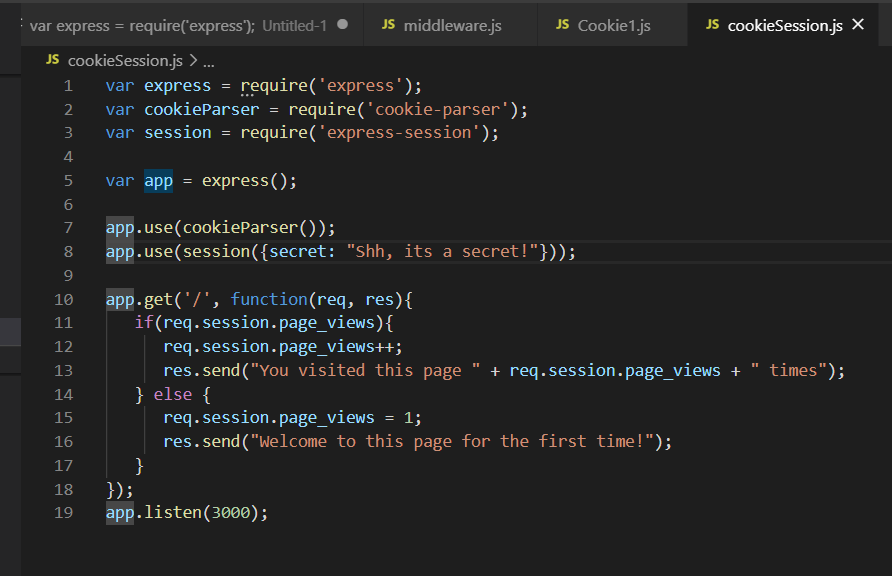 var express = require('express'); Untitled-1 JS middleware.js JS Cookie1.js JS cookieSession.js
JS cookieSession.js > ...
1 var express = require('express');
2 var cookieParser = require('cookie-parser');
3 var session = require('express-session');
4
5 var app = express();
6
7 app.use(cookieParser());
8 app.use(session({secret: "Shh, its a secret!"}));
9
10 app.get('/', function(req, res){
11    if(req.session.page_views){
12       req.session.page_views++;
13       res.send("You visited this page " + req.session.page_views + " times");
14    } else {
15       req.session.page_views = 1;
16       res.send("Welcome to this page for the first time!");
17    }
18 });
19 app.listen(3000);